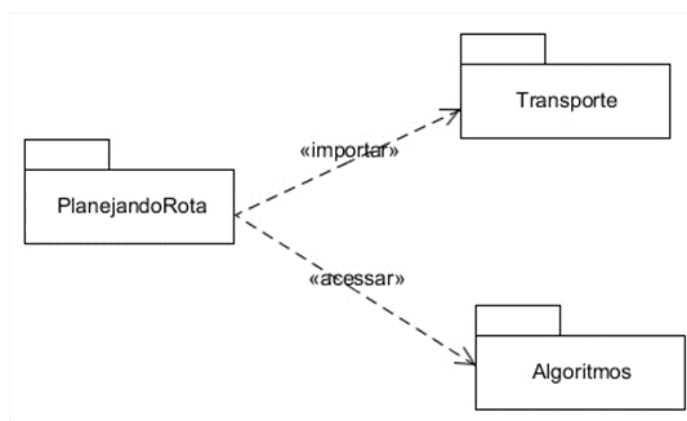 Transporte
«importar»
PlanejandoRota
«acessar»
Algoritmos